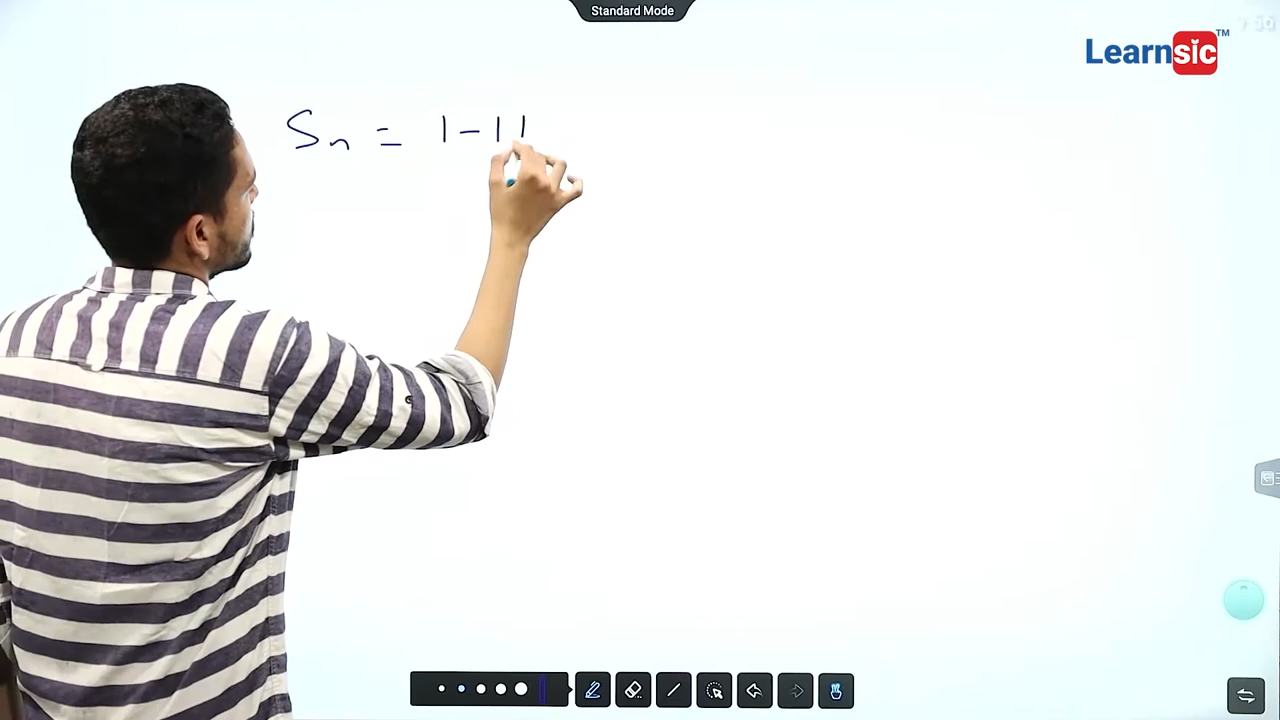 Standard Mode
Learnsic™
Sn = 1-11